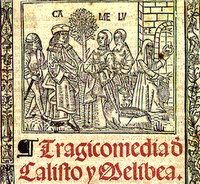 CA ME LV
¶ Tragicomedia đ
Calisto y Melibea.